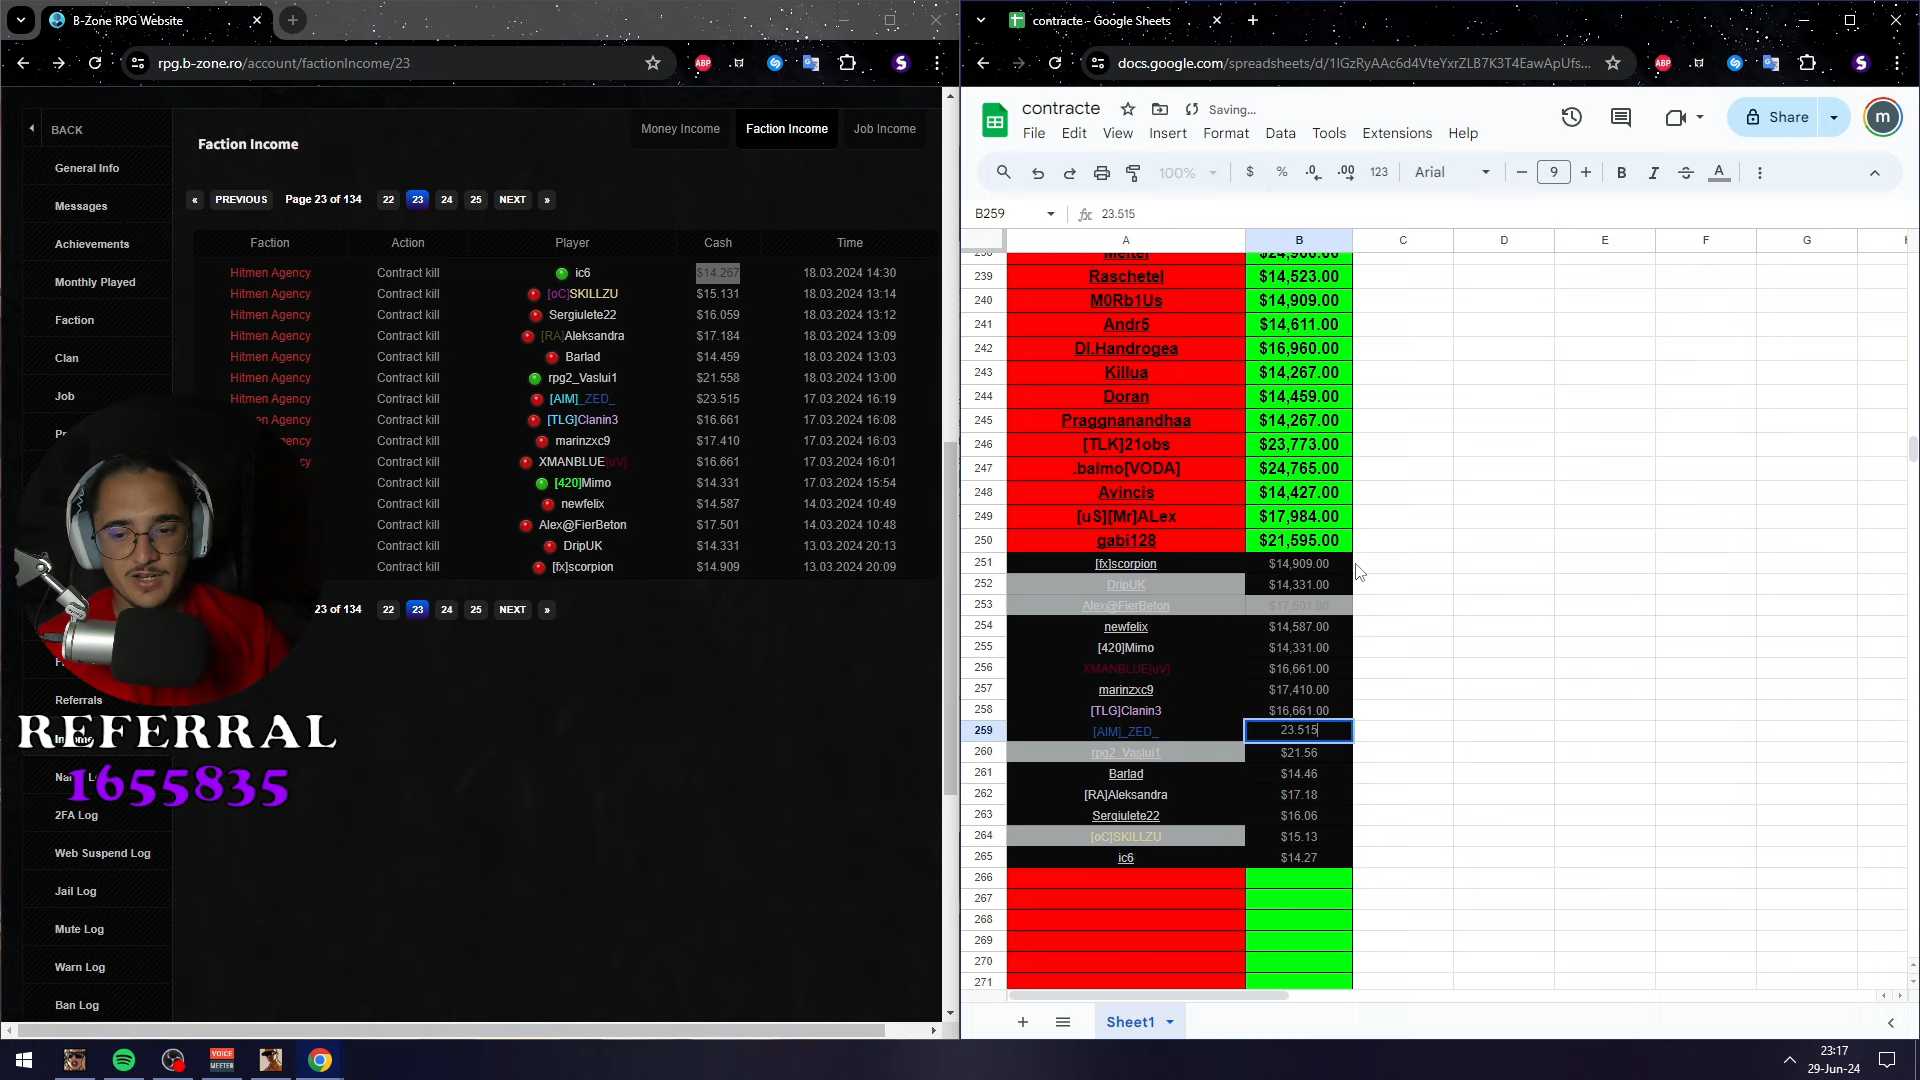 B-Zone RPG Website
rpg.b-zone.ro/account/factionIncome/23
BACK
General Info
Messages
Achievements
Monthly Played
Faction
Clan
Job
Referrals
2FA Log
Web Suspend Log
Jail Log
Mute Log
Warn Log
Ban Log
REFERRAL
1655835
Faction Income
Money Income
Faction Income
Job Income
« PREVIOUS Page 23 of 134 22 23 24 25 NEXT »
Faction Action Player Cash Time
Hitmen Agency Contract kill ic6 $14.267 18.03.2024 14:30
Hitmen Agency Contract kill [oC]SKILLZU $15.131 18.03.2024 13:14
Hitmen Agency Contract kill Sergiulete22 $16.059 18.03.2024 13:12
Hitmen Agency Contract kill [RA]Aleksandra $17.184 18.03.2024 13:09
Hitmen Agency Contract kill Barlad $14.459 18.03.2024 13:03
Hitmen Agency Contract kill rpg2_Vaslui1 $21.558 18.03.2024 13:00
Hitmen Agency Contract kill [AIM]_ZED_ $23.515 17.03.2024 16:19
Agency Contract kill [TLG]Clanin3 $16.661 17.03.2024 16:08
Contract kill marinzxc9 $17.410 17.03.2024 16:03
Contract kill XMANBLUE[uV] $16.661 17.03.2024 16:01
Contract kill [420]Mimo $14.331 17.03.2024 15:54
Contract kill newfelix $14.587 14.03.2024 10:49
Contract kill Alex@FierBeton $17.501 14.03.2024 10:48
Contract kill DripUK $14.331 13.03.2024 20:13
Contract kill [fx]scorpion $14.909 13.03.2024 20:09
23 of 134 22 23 24 25 NEXT »
contracte - Google Sheets
docs.google.com/spreadsheets/d/1IGzRyAAc6d4VteYxrZLB7K3T4EawApUfs...
contracte
Saving...
File Edit View Insert Format Data Tools Extensions Help
Share
m
100% $ % .0 .00 123 Arial 9 B I S A
B259 fx 23.515
A B C D E F G
239 Raschetel $14,523.00
240 M0Rb1Us $14,909.00
241 Andr5 $14,611.00
242 DI.Handrogea $16,960.00
243 Killua $14,267.00
244 Doran $14,459.00
245 Praggnanandhaa $14,267.00
246 [TLK]21obs $23,773.00
247 .balmo[VODA] $24,765.00
248 Avincis $14,427.00
249 [uS][Mr]ALex $17,984.00
250 gabi128 $21,595.00
251 [fx]scorpion $14,909.00
252 DripUK $14,331.00
253 Alex@FierBeton $17,501.00
254 newfelix $14,587.00
255 [420]Mimo $14,331.00
256 XMANBLUE[uV] $16,661.00
257 marinzxc9 $17,410.00
258 [TLG]Clanin3 $16,661.00
259 [AIM]_ZED_ 23.515
260 rpg2_Vaslui1 $21.56
261 Barlad $14.46
262 [RA]Aleksandra $17.18
263 Sergiulete22 $16.06
264 [oC]SKILLZU $15.13
265 ic6 $14.27
266
267
268
269
270
271
Sheet1
VOICE
MEETER
23:17
29-Jun-24